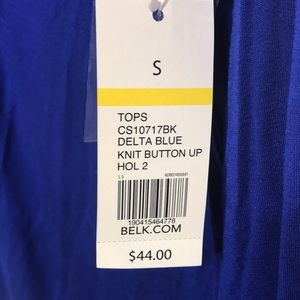 S
TOPS
CS10717BK
DELTA BLUE
KNIT BUTTON UP
HOL 2
190415464778
BELK.COM
$44.00